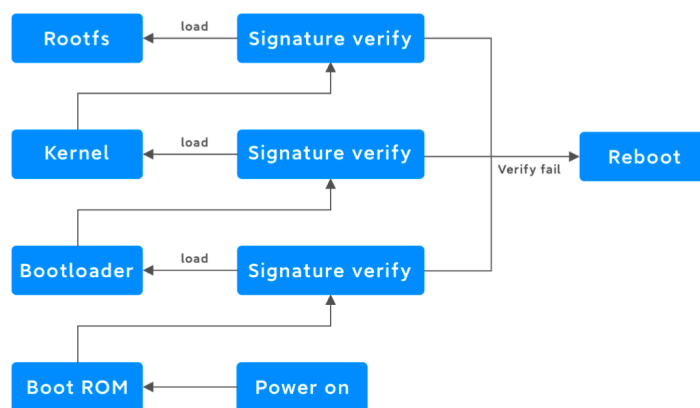 Rootfs
load
Signature verify
Kernel
load
Signature verify
Reboot
Verify fail
Bootloader
load
Signature verify
Boot ROM
Power on